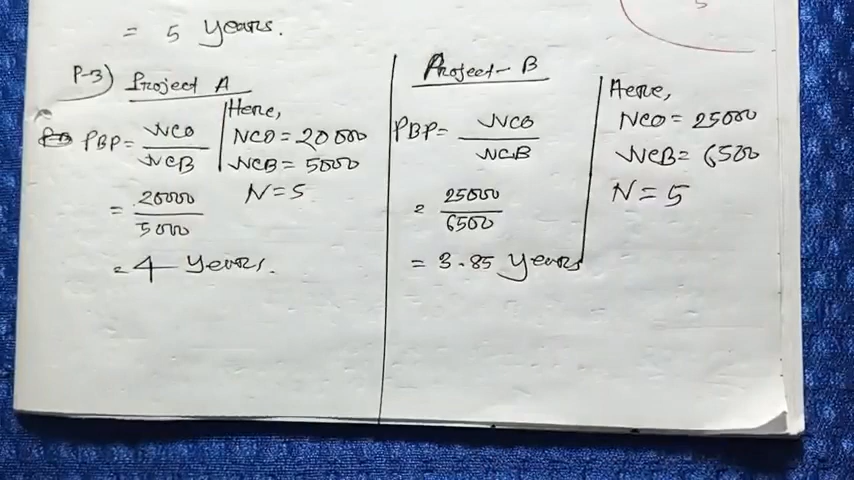 = 5 years.
5
P-3) Project A
PBP = NCO / NCB
= 20000 / 5000
= 4 years.
Here,
NCO = 20000
NCB = 5000
N = 5
Project - B
PBP = NCO / NCB
= 25000 / 6500
= 3.85 years
Here,
NCO = 25000
NCB = 6500
N = 5